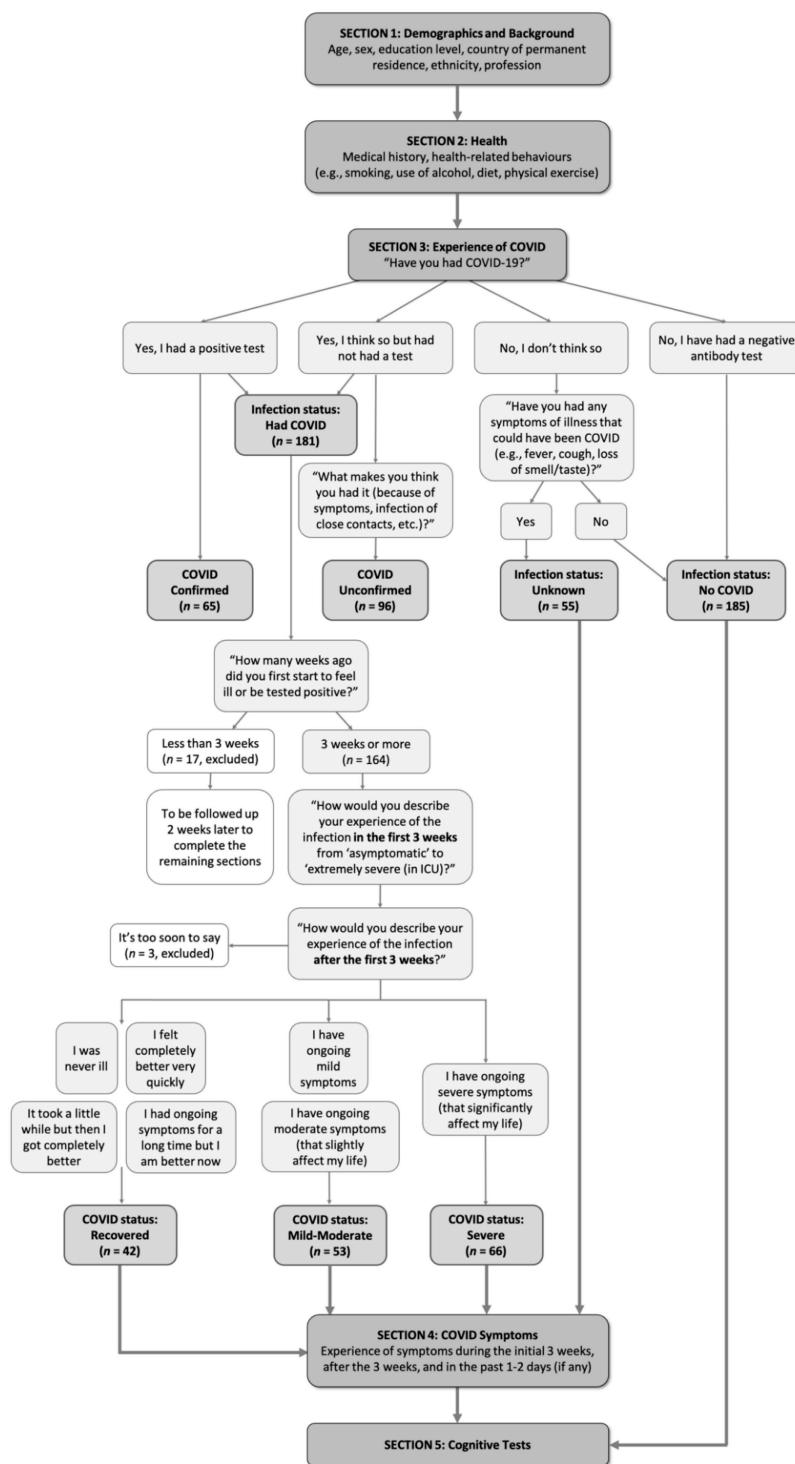 SECTION 1: Demographics and Background
Age, sex, education level, country of permanent
residence, ethnicity, profession
SECTION 2: Health
Medical history, health-related behaviours
(e.g., smoking, use of alcohol, diet, physical exercise)
SECTION 3: Experience of COVID
“Have you had COVID-19?”
Yes, I had a positive test
Yes, I think so but had
not had a test
No, I don’t think so
No, I have had a negative
antibody test
Infection status:
Had COVID
(n = 181)
“Have you had any
symptoms of illness that
could have been COVID
(e.g., fever, cough, loss
of smell/taste)?”
“What makes you think
you had it (because of
symptoms, infection of
close contacts, etc.)?”
Yes
No
COVID
Confirmed
(n = 65)
COVID
Unconfirmed
(n = 96)
Infection status:
Unknown
(n = 55)
Infection status:
No COVID
(n = 185)
“How many weeks ago
did you first start to feel
ill or be tested positive?”
Less than 3 weeks
(n = 17, excluded)
3 weeks or more
(n = 164)
To be followed up
2 weeks later to
complete the
remaining sections
“How would you describe
your experience of the
infection in the first 3 weeks
from ‘asymptomatic’ to
‘extremely severe (in ICU)?”
“How would you describe your
experience of the infection
after the first 3 weeks?”
It’s too soon to say
(n = 3, excluded)
I was
never ill
I felt
completely
better very
quickly
I have
ongoing
mild
symptoms
I have ongoing
severe symptoms
(that significantly
affect my life)
It took a little
while but then I
got completely
better
I had ongoing
symptoms for a
long time but I
am better now
I have ongoing
moderate symptoms
(that slightly
affect my life)
COVID status:
Recovered
(n = 42)
COVID status:
Mild-Moderate
(n = 53)
COVID status:
Severe
(n = 66)
SECTION 4: COVID Symptoms
Experience of symptoms during the initial 3 weeks,
after the 3 weeks, and in the past 1-2 days (if any)
SECTION 5: Cognitive Tests